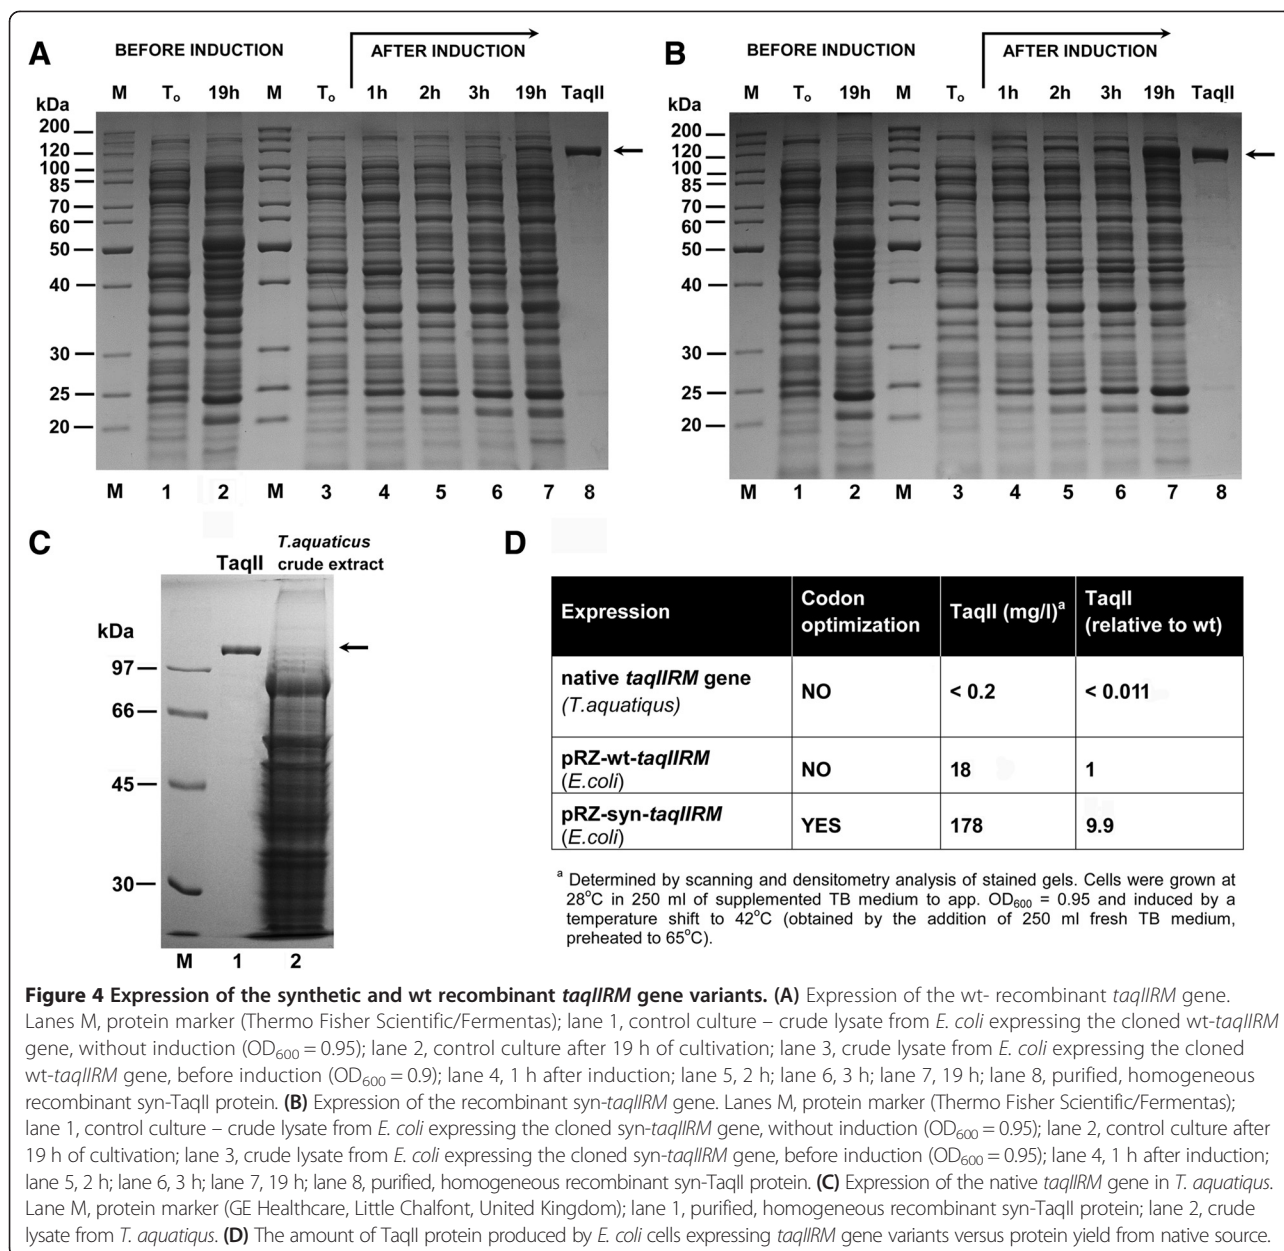 A
BEFORE INDUCTION
AFTER INDUCTION
kDa
M To 19h M To 1h 2h 3h 19h TaqII
200
120
100
85
70
60
50
40
30
25
20
M 1 2 M 3 4 5 6 7 8
B
BEFORE INDUCTION
AFTER INDUCTION
kDa
M To 19h M To 1h 2h 3h 19h TaqII
200
120
100
85
70
60
50
40
30
25
20
M 1 2 M 3 4 5 6 7 8
C
T.aquaticus
TaqII crude extract
kDa
97
66
45
30
M 1 2
D
Expression
Codon
optimization
TaqII (mg/l)a
TaqII
(relative to wt)
native taqIIRM gene
(T.aquatiqus)
NO
< 0.2
< 0.011
pRZ-wt-taqIIRM
(E.coli)
NO
18
1
pRZ-syn-taqIIRM
(E.coli)
YES
178
9.9
a Determined by scanning and densitometry analysis of stained gels. Cells were grown at
28oC in 250 ml of supplemented TB medium to app. OD600 = 0.95 and induced by a
temperature shift to 42oC (obtained by the addition of 250 ml fresh TB medium,
preheated to 65oC).
Figure 4 Expression of the synthetic and wt recombinant taqIIRM gene variants. (A) Expression of the wt- recombinant taqIIRM gene.
Lanes M, protein marker (Thermo Fisher Scientific/Fermentas); lane 1, control culture – crude lysate from E. coli expressing the cloned wt-taqIIRM
gene, without induction (OD600 = 0.95); lane 2, control culture after 19 h of cultivation; lane 3, crude lysate from E. coli expressing the cloned
wt-taqIIRM gene, before induction (OD600 = 0.9); lane 4, 1 h after induction; lane 5, 2 h; lane 6, 3 h; lane 7, 19 h; lane 8, purified, homogeneous
recombinant syn-TaqII protein. (B) Expression of the recombinant syn-taqIIRM gene. Lanes M, protein marker (Thermo Fisher Scientific/Fermentas);
lane 1, control culture – crude lysate from E. coli expressing the cloned syn-taqIIRM gene, without induction (OD600 = 0.95); lane 2, control culture after
19 h of cultivation; lane 3, crude lysate from E. coli expressing the cloned syn-taqIIRM gene, before induction (OD600 = 0.95); lane 4, 1 h after induction;
lane 5, 2 h; lane 6, 3 h; lane 7, 19 h; lane 8, purified, homogeneous recombinant syn-TaqII protein. (C) Expression of the native taqIIRM gene in T. aquatiqus.
Lane M, protein marker (GE Healthcare, Little Chalfont, United Kingdom); lane 1, purified, homogeneous recombinant syn-TaqII protein; lane 2, crude
lysate from T. aquatiqus. (D) The amount of TaqII protein produced by E. coli cells expressing taqIIRM gene variants versus protein yield from native source.